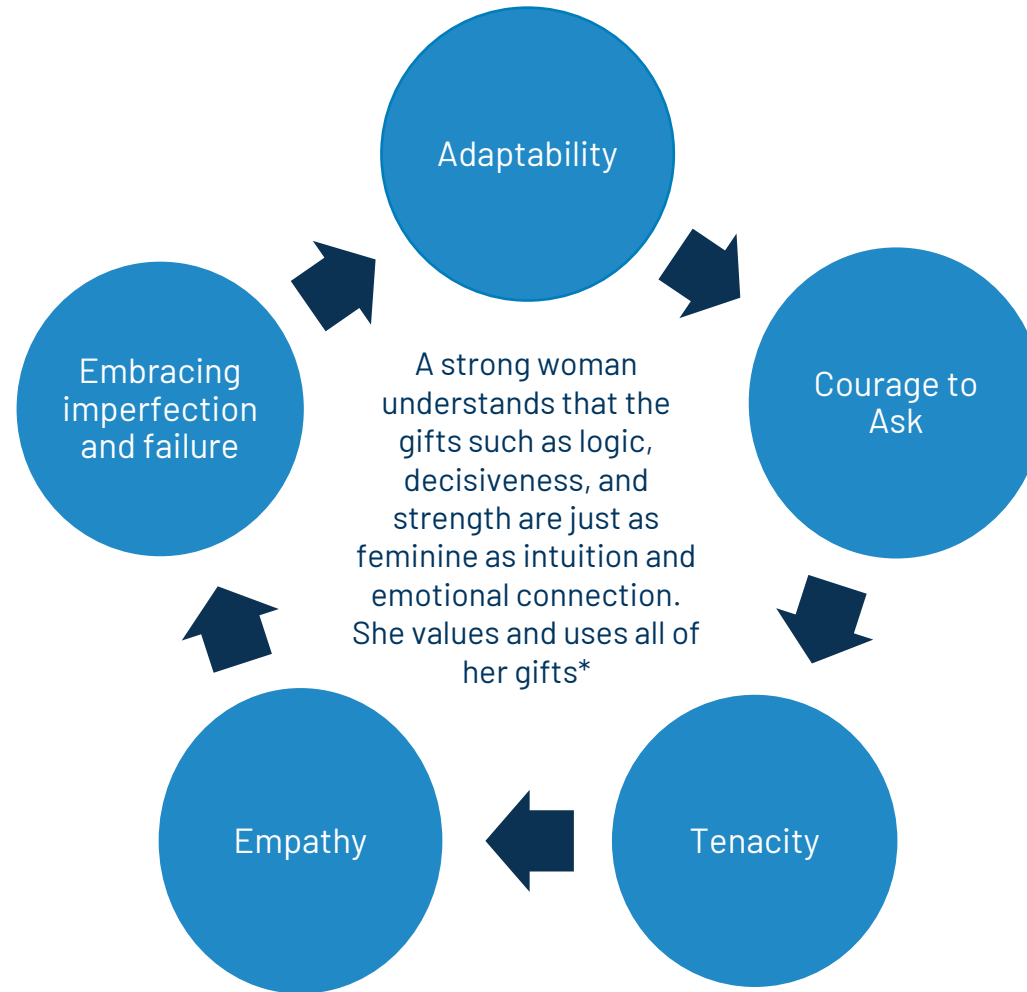 Adaptability
Courage to
Ask
Tenacity
Empathy
Embracing
imperfection
and failure
A strong woman
understands that the
gifts such as logic,
decisiveness, and
strength are just as
feminine as intuition and
emotional connection.
She values and uses all of
her gifts*